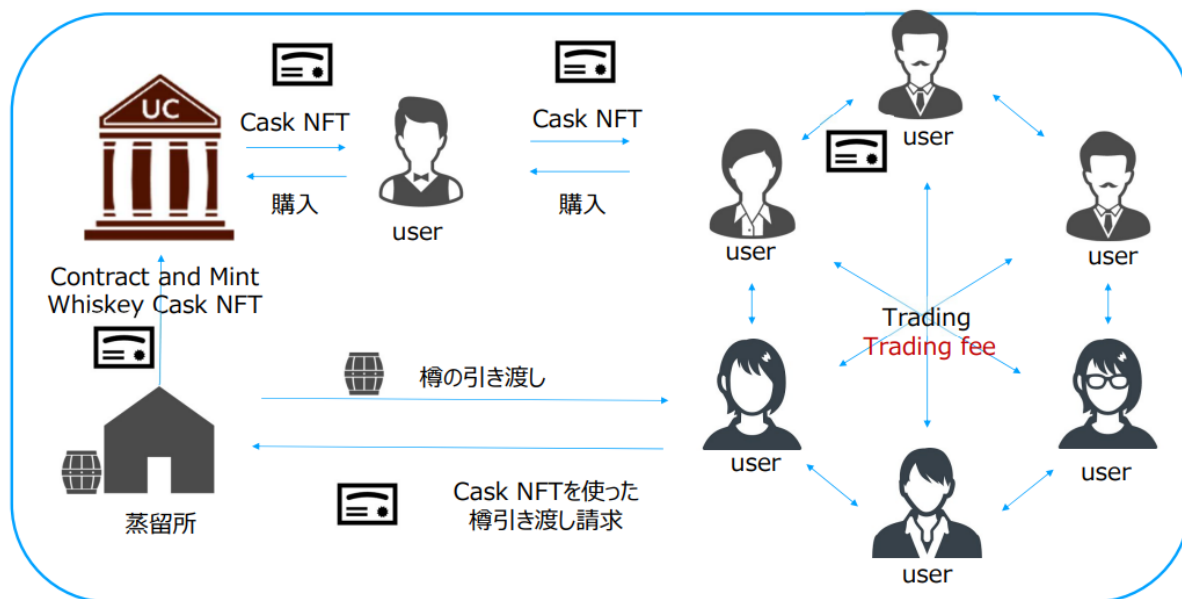 UC
Cask NFT
購入
user
Cask NFT
購入
user
user
user
Contract and Mint
Whiskey Cask NFT
Trading
Trading fee
樽の引き渡し
user
user
蒸留所
Cask NFTを使った
樽引き渡し請求
user